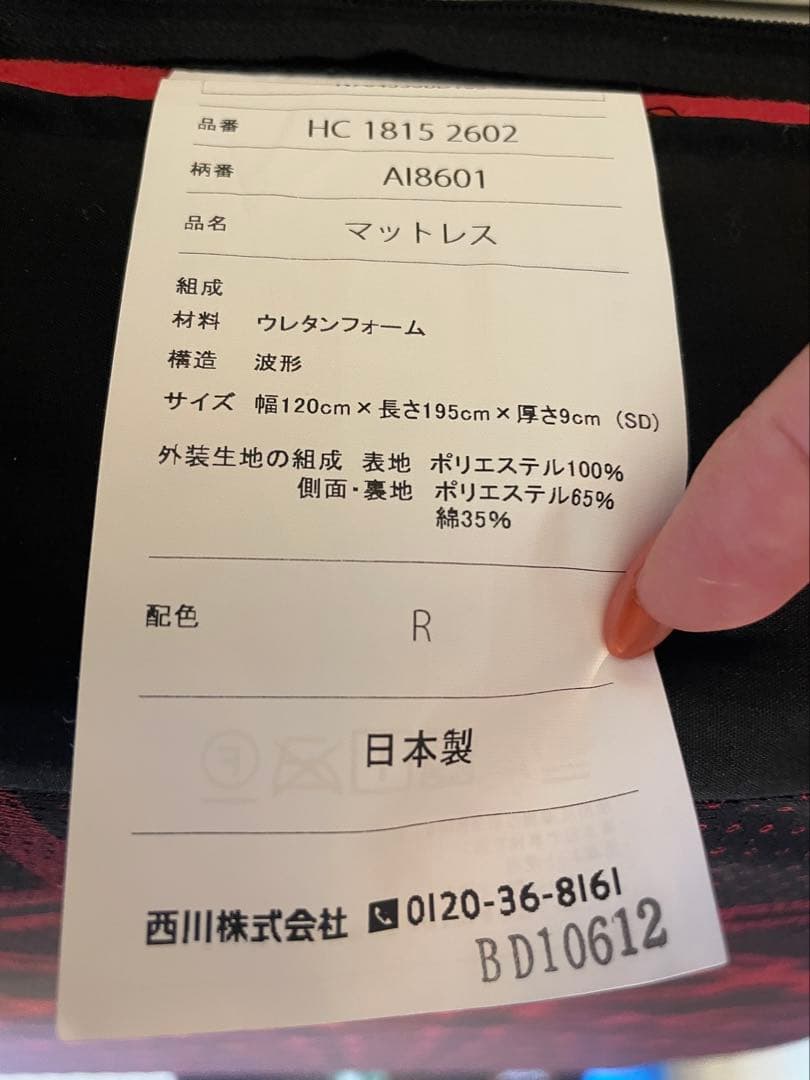 品番 HC 1815 2602
柄番 AI8601
品名 マットレス
組成
材料 ウレタンフォーム
構造 波形
サイズ 幅120cm×長さ195cm×厚さ9cm (SD)
外装生地の組成 表地 ポリエステル100%
側面・裏地 ポリエステル65%
綿35%
配色 R
日本製
西川株式会社 0120-36-8161
BD10612